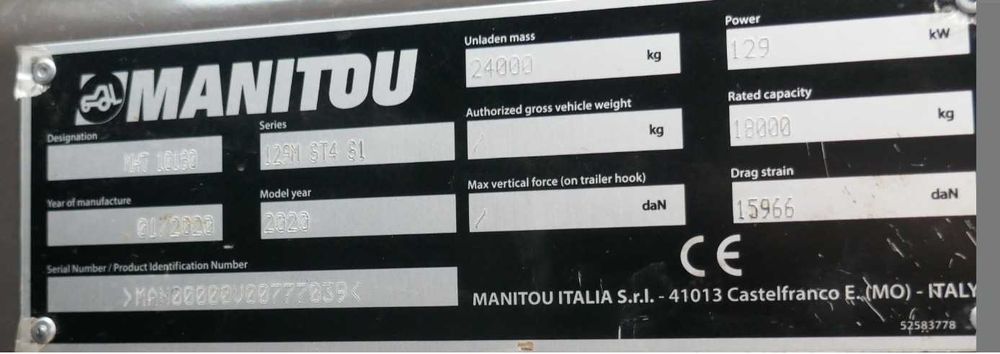 MANITOU
Designation
MHT 10180
Series
129M ST4 S1
Year of manufacture
01/2020
Model year
2020
Serial Number / Product Identification Number
>MAN00000V00777039<
Unladen mass
24000 kg
Authorized gross vehicle weight
/ kg
Max vertical force (on trailer hook)
/ daN
Power
129 kW
Rated capacity
18000 kg
Drag strain
15966 daN
CE
MANITOU ITALIA S.r.l. - 41013 Castelfranco E. (MO) - ITALY
52583778